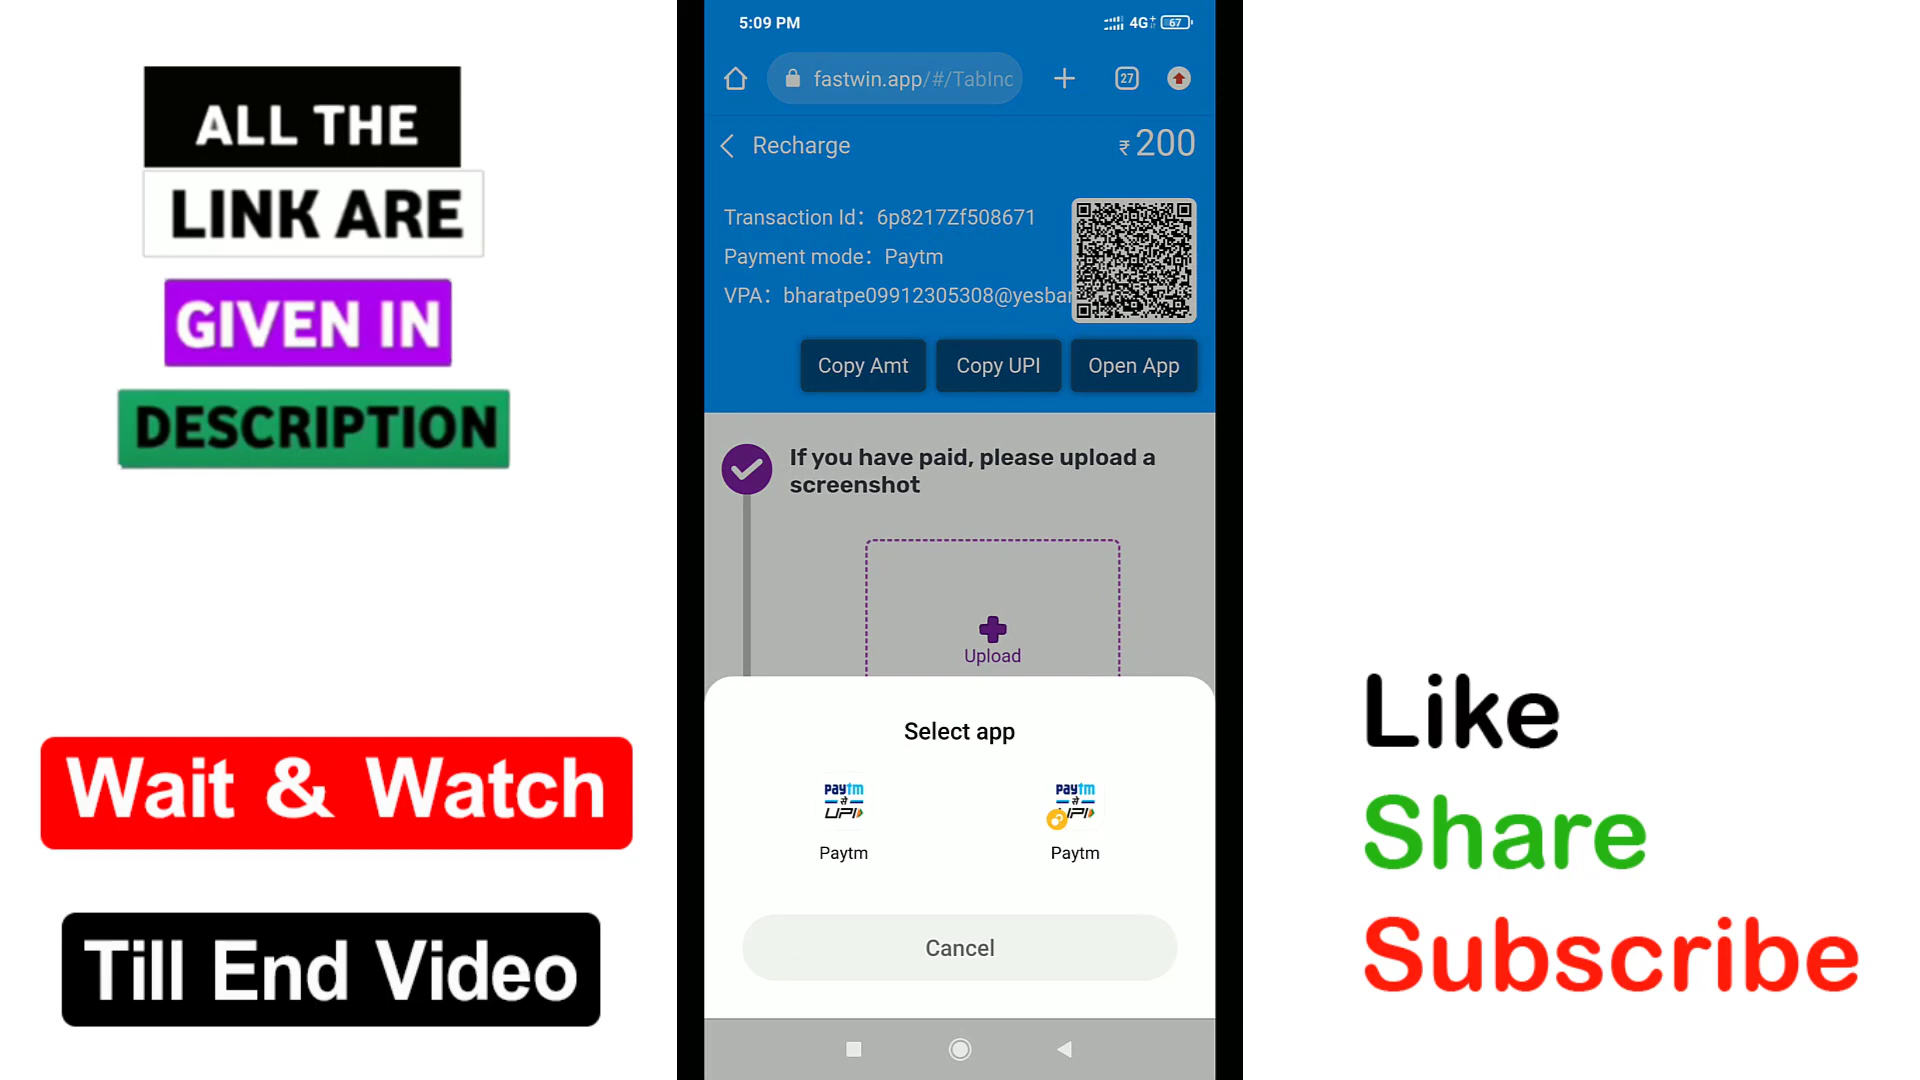 ALL THE
LINK ARE
GIVEN IN
DESCRIPTION
Wait & Watch
Till End Video
5:09 PM
4G+ 67
fastwin.app/#/TabInc
27
Recharge
₹200
Transaction Id: 6p8217Zf508671
Payment mode: Paytm
VPA: bharatpe09912305308@yesba
Copy Amt
Copy UPI
Open App
If you have paid, please upload a
screenshot
Upload
Select app
paytm
से
UPI
Paytm
paytm
से
UPI
Paytm
Cancel
Like
Share
Subscribe